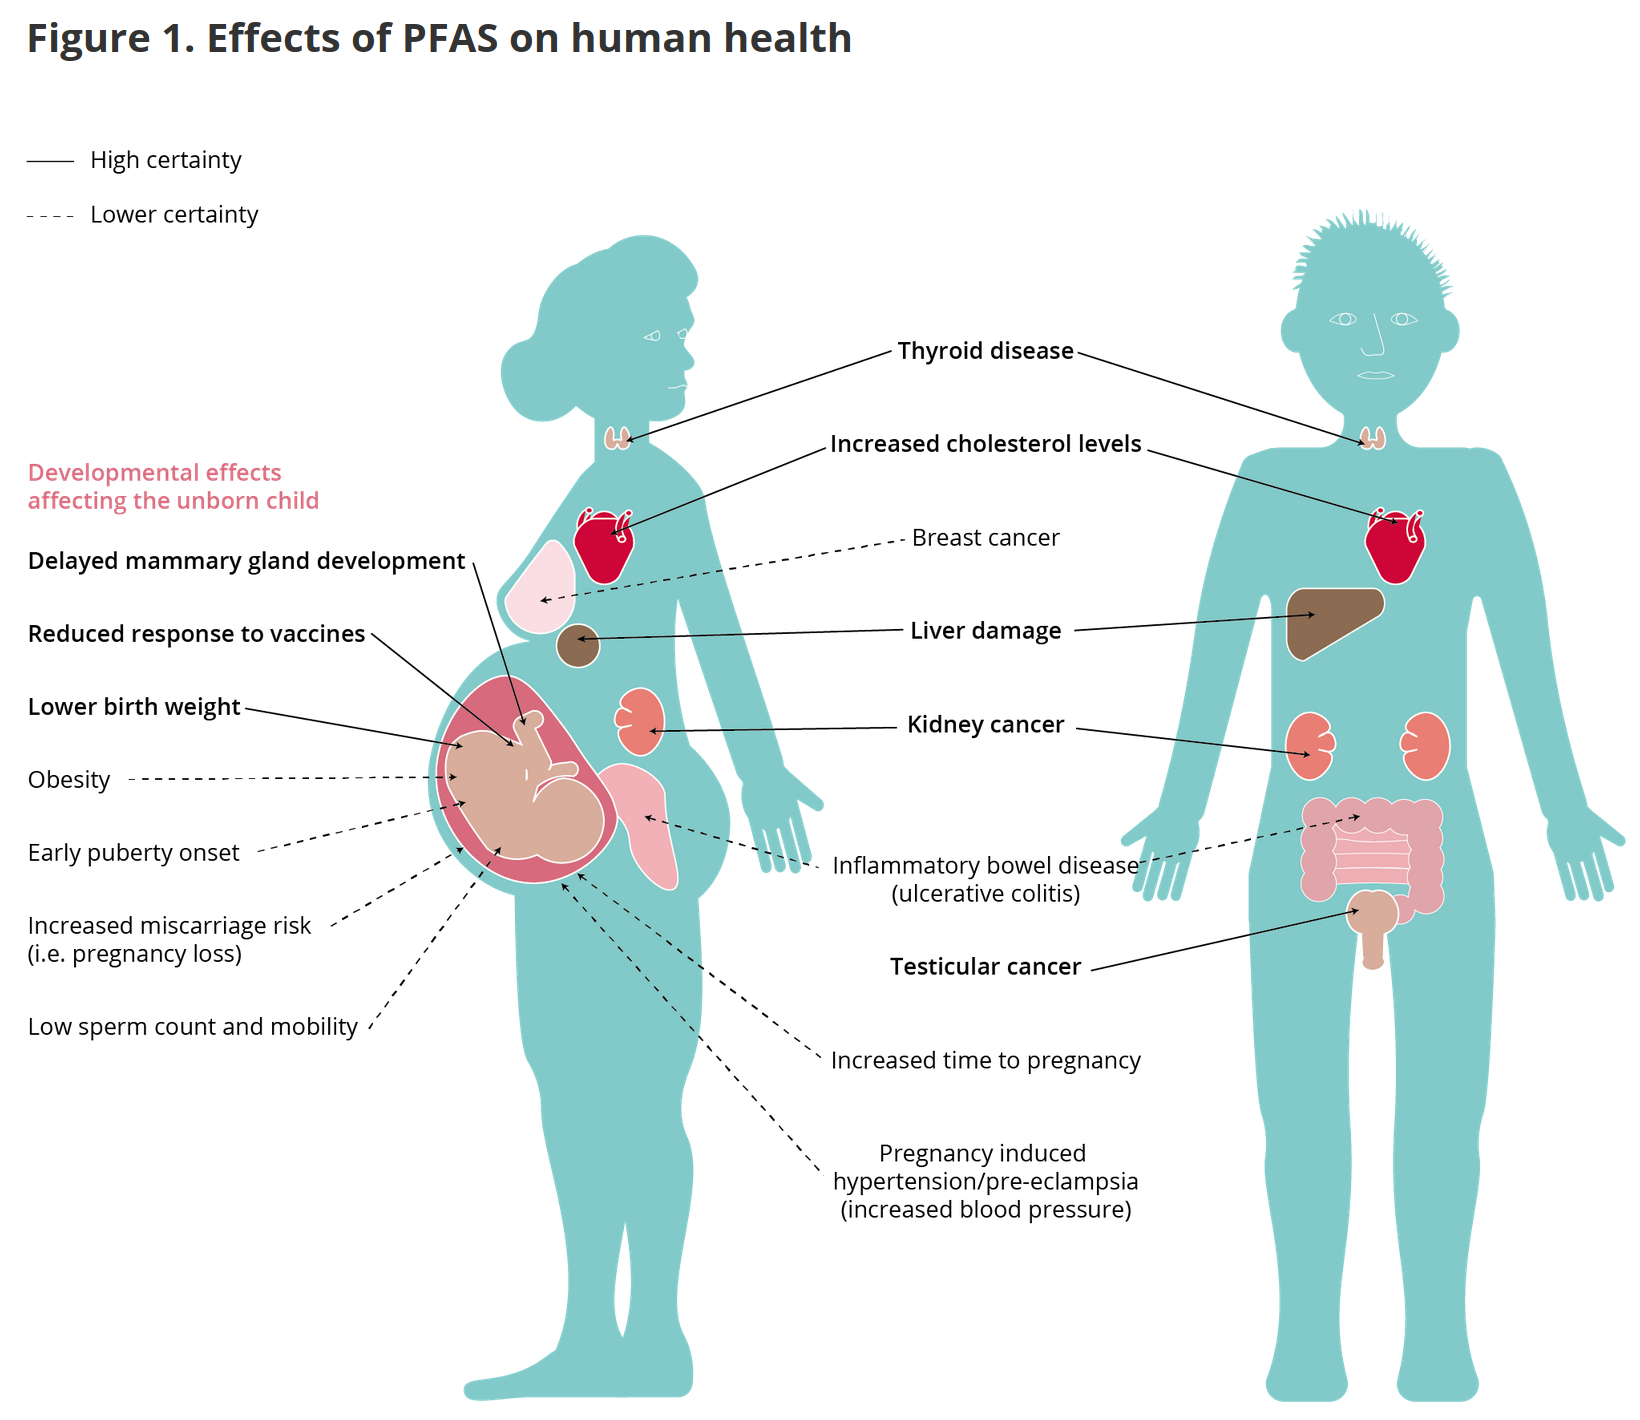 Figure 1. Effects of PFAS on human health
High certainty
Lower certainty
Developmental effects
affecting the unborn child
Delayed mammary gland development
Reduced response to vaccines
Lower birth weight
Obesity
Early puberty onset
Increased miscarriage risk
(i.e. pregnancy loss)
Low sperm count and mobility
Thyroid disease
Increased cholesterol levels
Breast cancer
Liver damage
Kidney cancer
Inflammatory bowel disease
(ulcerative colitis)
Testicular cancer
Increased time to pregnancy
Pregnancy induced
hypertension/pre-eclampsia
(increased blood pressure)